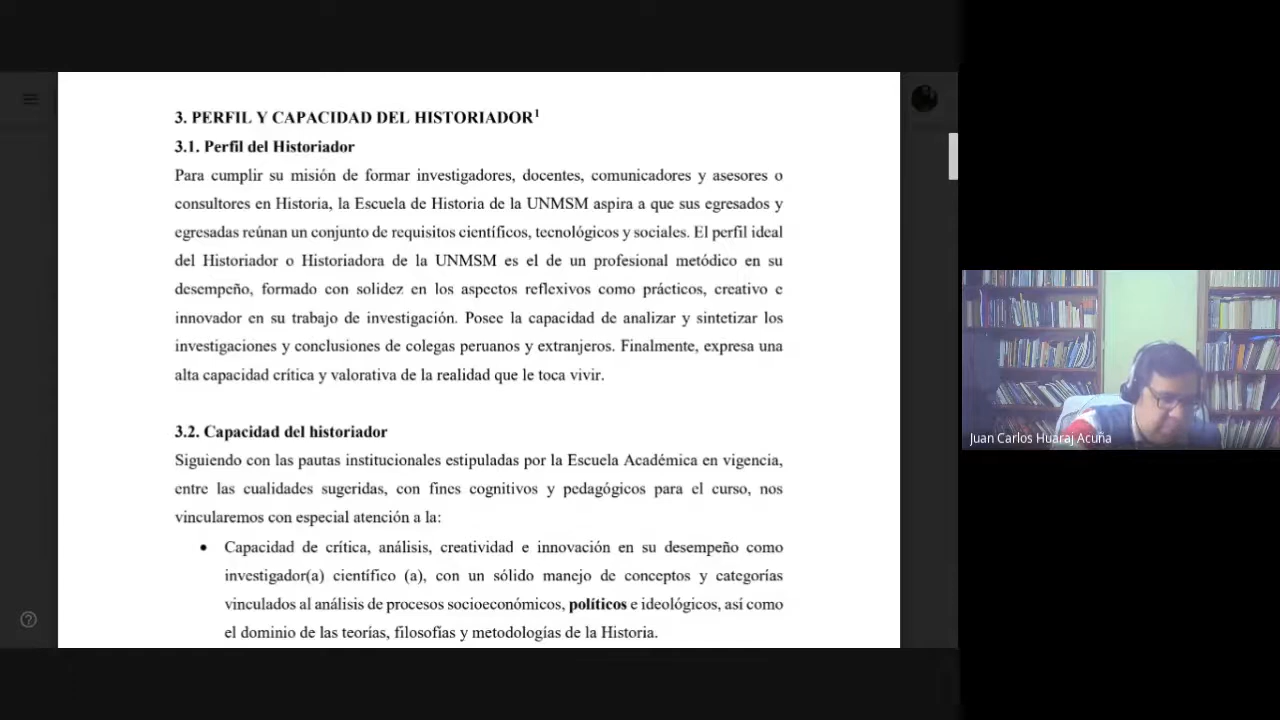 3. PERFIL Y CAPACIDAD DEL HISTORIADOR¹
3.1. Perfil del Historiador
Para cumplir su misión de formar investigadores, docentes, comunicadores y asesores o
consultores en Historia, la Escuela de Historia de la UNMSM aspira a que sus egresados y
egresadas reúnan un conjunto de requisitos científicos, tecnológicos y sociales. El perfil ideal
del Historiador o Historiadora de la UNMSM es el de un profesional metódico en su
desempeño, formado con solidez en los aspectos reflexivos como prácticos, creativo e
innovador en su trabajo de investigación. Posee la capacidad de analizar y sintetizar los
investigaciones y conclusiones de colegas peruanos y extranjeros. Finalmente, expresa una
alta capacidad crítica y valorativa de la realidad que le toca vivir.
3.2. Capacidad del historiador
Siguiendo con las pautas institucionales estipuladas por la Escuela Académica en vigencia,
entre las cualidades sugeridas, con fines cognitivos y pedagógicos para el curso, nos
vincularemos con especial atención a la:
• Capacidad de crítica, análisis, creatividad e innovación en su desempeño como
investigador(a) científico (a), con un sólido manejo de conceptos y categorías
vinculados al análisis de procesos socioeconómicos, políticos e ideológicos, así como
el dominio de las teorías, filosofías y metodologías de la Historia.
Juan Carlos Huaraj Acuña